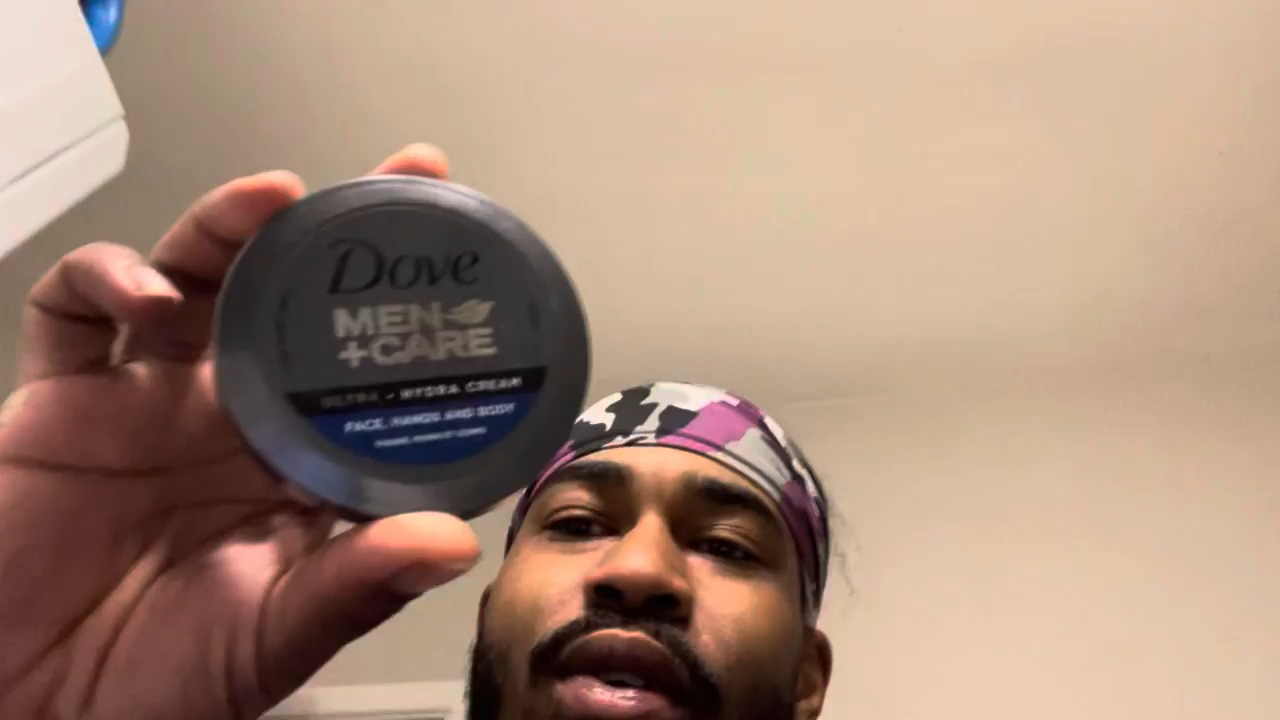 Dove
MEN
+CARE
ULTRA - HYDRA CREAM
FACE, HANDS AND BODY